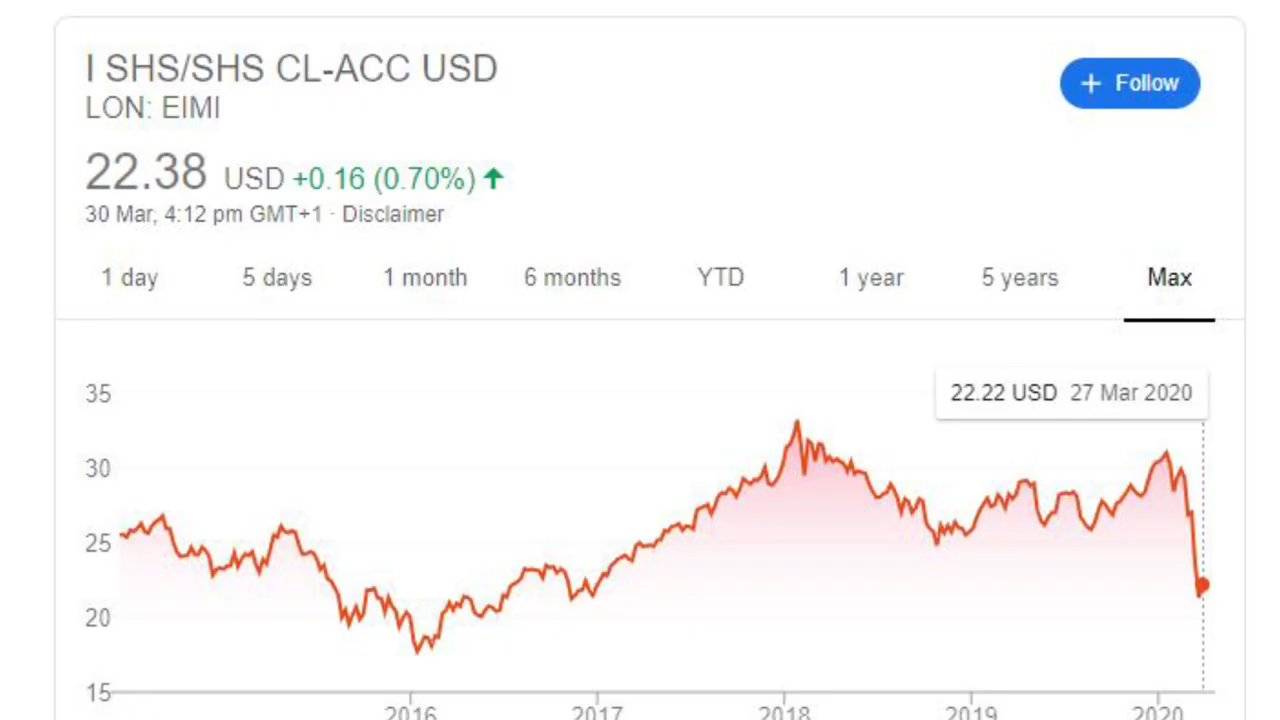 I SHS/SHS CL-ACC USD
+ Follow
LON: EIMI
22.38 USD +0.16 (0.70%)
30 Mar, 4:12 pm GMT+1 · Disclaimer
1 day 5 days 1 month 6 months YTD 1 year 5 years Max
22.22 USD 27 Mar 2020
35
30
25
20
15
2016 2017 2018 2019 2020